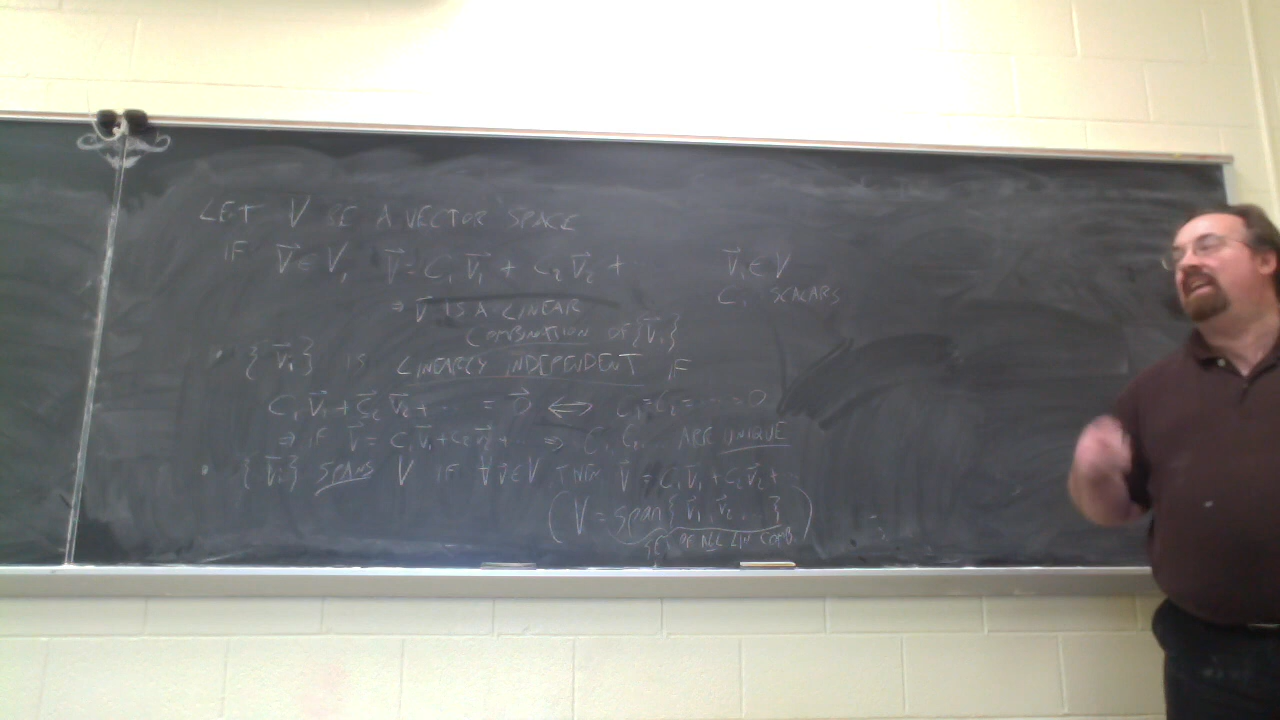 LET V BE A VECTOR SPACE
IF v⃗ ∈ V, v⃗ = c₁v⃗₁ + c₂v⃗₂ + ...
v⃗ᵢ ∈ V
cᵢ SCALARS
⇒ v⃗ IS A LINEAR
COMBINATION OF {v⃗ᵢ}
• {v⃗ᵢ} IS LINEARLY INDEPENDENT IF
c₁v⃗₁ + c₂v⃗₂ + ... = 0⃗ ⇔ c₁ = c₂ = ... = 0
⇒ IF v⃗ = c₁v⃗₁ + c₂v⃗₂ + ... ⇒ c₁, c₂, ARE UNIQUE
• {v⃗ᵢ} SPANS V IF ∀ v⃗ ∈ V THEN v⃗ = c₁v⃗₁ + c₂v⃗₂ + ...
(V = span{v⃗₁, v⃗₂, ...})
OF ALL LIN COMB